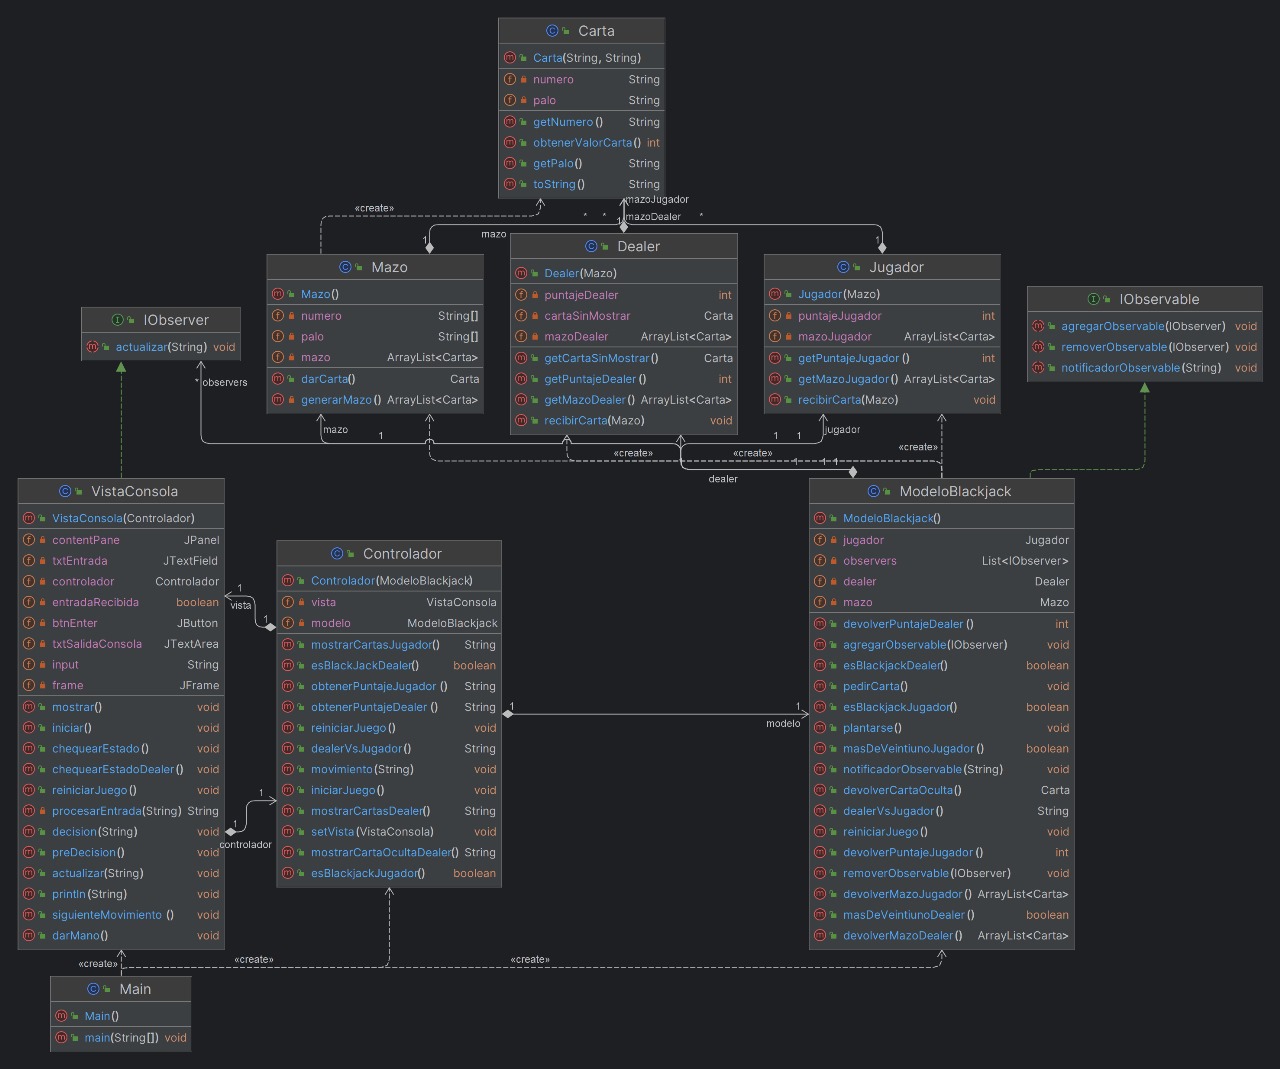 Carta
Carta(String, String)
numero String
palo String
getNumero() String
obtenerValorCarta() int
getPalo() String
toString() String
«create»
mazoJugador
* * mazoDealer *
1 mazo 1 1
Mazo
Mazo()
numero String[]
palo String[]
mazo ArrayList<Carta>
darCarta() Carta
generarMazo() ArrayList<Carta>
Dealer
Dealer(Mazo)
puntajeDealer int
cartaSinMostrar Carta
mazoDealer ArrayList<Carta>
getCartaSinMostrar() Carta
getPuntajeDealer() int
getMazoDealer() ArrayList<Carta>
recibirCarta(Mazo) void
Jugador
Jugador(Mazo)
puntajeJugador int
mazoJugador ArrayList<Carta>
getPuntajeJugador() int
getMazoJugador() ArrayList<Carta>
recibirCarta(Mazo) void
IObserver
actualizar(String) void
IObservable
agregarObservable(IObserver) void
removerObservable(IObserver) void
notificadorObservable(String) void
* observers
mazo 1 1 1 jugador
«create» «create» «create»
1 1 1
dealer
VistaConsola
VistaConsola(Controlador)
contentPane JPanel
txtEntrada JTextField
controlador Controlador
entradaRecibida boolean
btnEnter JButton
txtSalidaConsola JTextArea
input String
frame JFrame
mostrar() void
iniciar() void
chequearEstado() void
chequearEstadoDealer() void
reiniciarJuego() void
procesarEntrada(String) String
decision(String) void
preDecision() void
actualizar(String) void
println(String) void
siguienteMovimiento() void
darMano() void
1
vista 1
1
1
controlador
Controlador
Controlador(ModeloBlackjack)
vista VistaConsola
modelo ModeloBlackjack
mostrarCartasJugador() String
esBlackJackDealer() boolean
obtenerPuntajeJugador() String
obtenerPuntajeDealer() String
reiniciarJuego() void
dealerVsJugador() String
movimiento(String) void
iniciarJuego() void
mostrarCartasDealer() String
setVista(VistaConsola) void
mostrarCartaOcultaDealer() String
esBlackjackJugador() boolean
1 1
modelo
ModeloBlackjack
ModeloBlackjack()
jugador Jugador
observers List<IObserver>
dealer Dealer
mazo Mazo
devolverPuntajeDealer() int
agregarObservable(IObserver) void
esBlackjackDealer() boolean
pedirCarta() void
esBlackjackJugador() boolean
plantarse() void
masDeVeintiunoJugador() boolean
notificadorObservable(String) void
devolverCartaOculta() Carta
dealerVsJugador() String
reiniciarJuego() void
devolverPuntajeJugador() int
removerObservable(IObserver) void
devolverMazoJugador() ArrayList<Carta>
masDeVeintiunoDealer() boolean
devolverMazoDealer() ArrayList<Carta>
«create» «create» «create»
Main
Main()
main(String[]) void